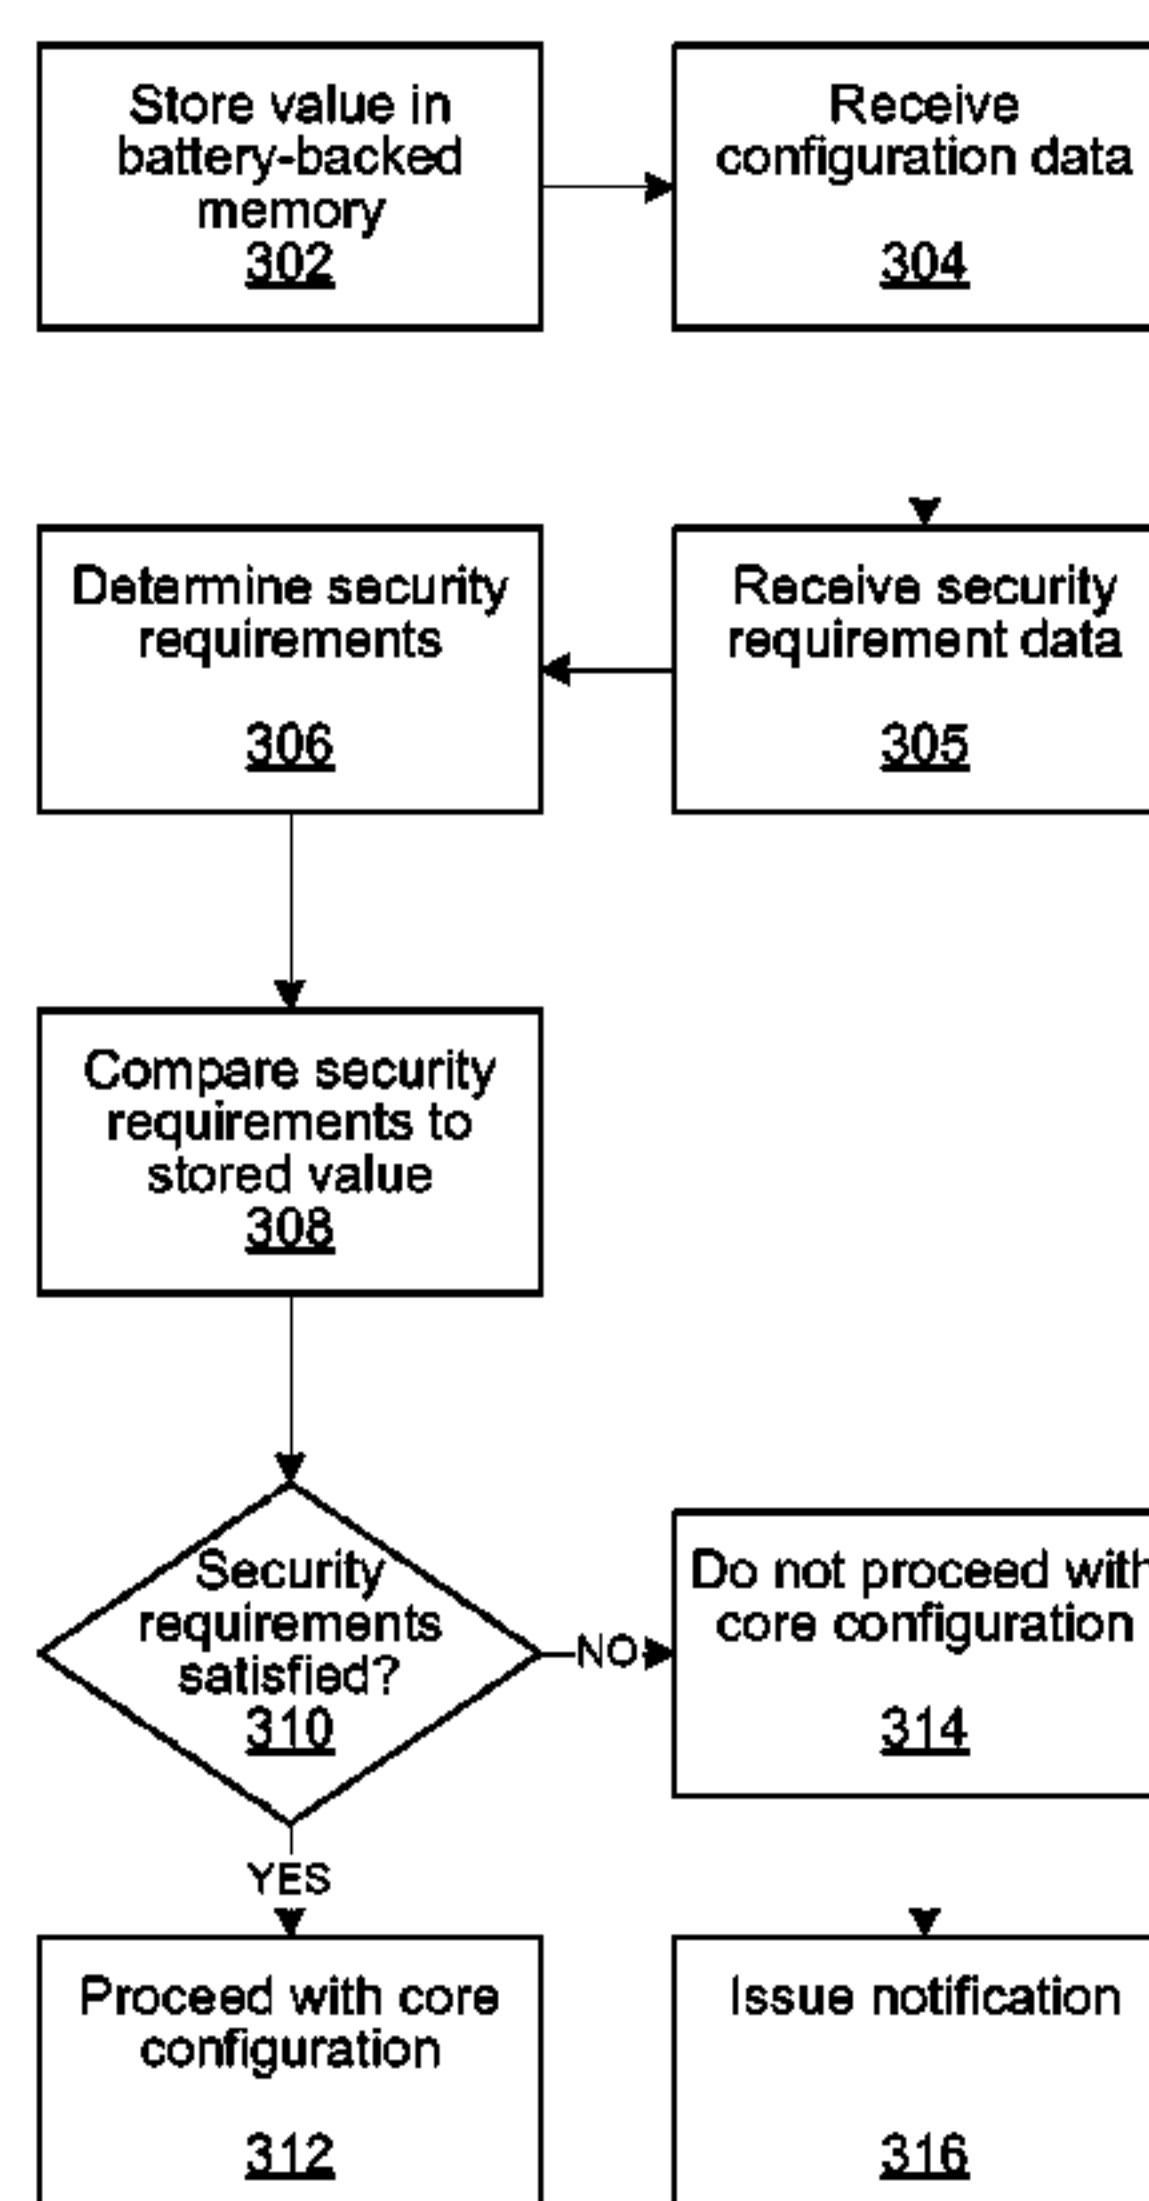 Store value in
battery-backed
memory
302
Receive
configuration data
304
Receive security
requirement data
305
Determine security
requirements
306
Compare security
requirements to
stored value
308
Security
requirements
satisfied?
310
NO
Do not proceed with
core configuration
314
YES
Proceed with core
configuration
312
Issue notification
316